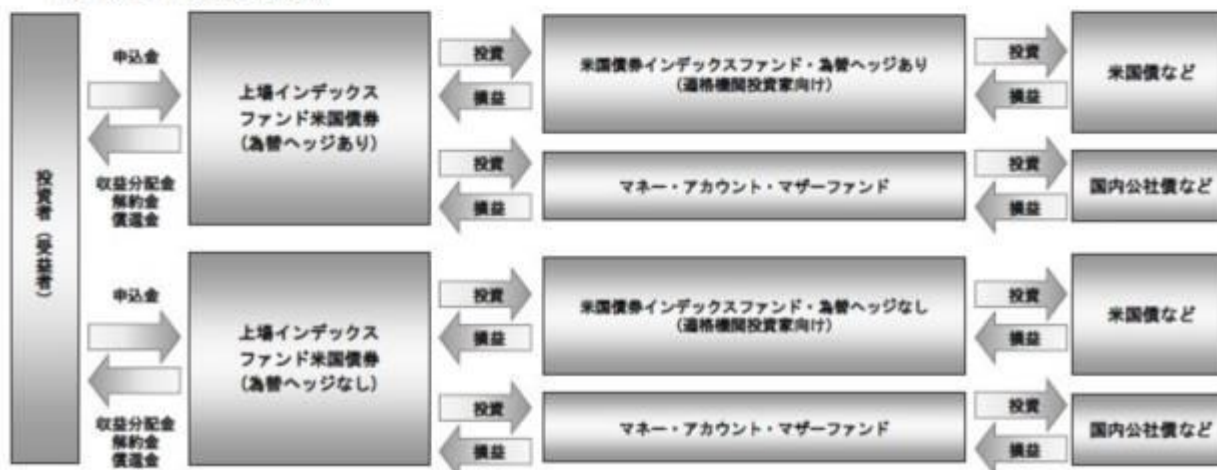 投資者（受益者）
申込金
収益分配金
解約金
償還金
上場インデックス
ファンド米国債券
(為替ヘッジあり)
投資
損益
米国債券インデックスファンド・為替ヘッジあり
(適格機関投資家向け)
投資
損益
米国債など
投資
損益
マネー・アカウント・マザーファンド
投資
損益
国内公社債など
申込金
収益分配金
解約金
償還金
上場インデックス
ファンド米国債券
(為替ヘッジなし)
投資
損益
米国債券インデックスファンド・為替ヘッジなし
(適格機関投資家向け)
投資
損益
米国債など
投資
損益
マネー・アカウント・マザーファンド
投資
損益
国内公社債など